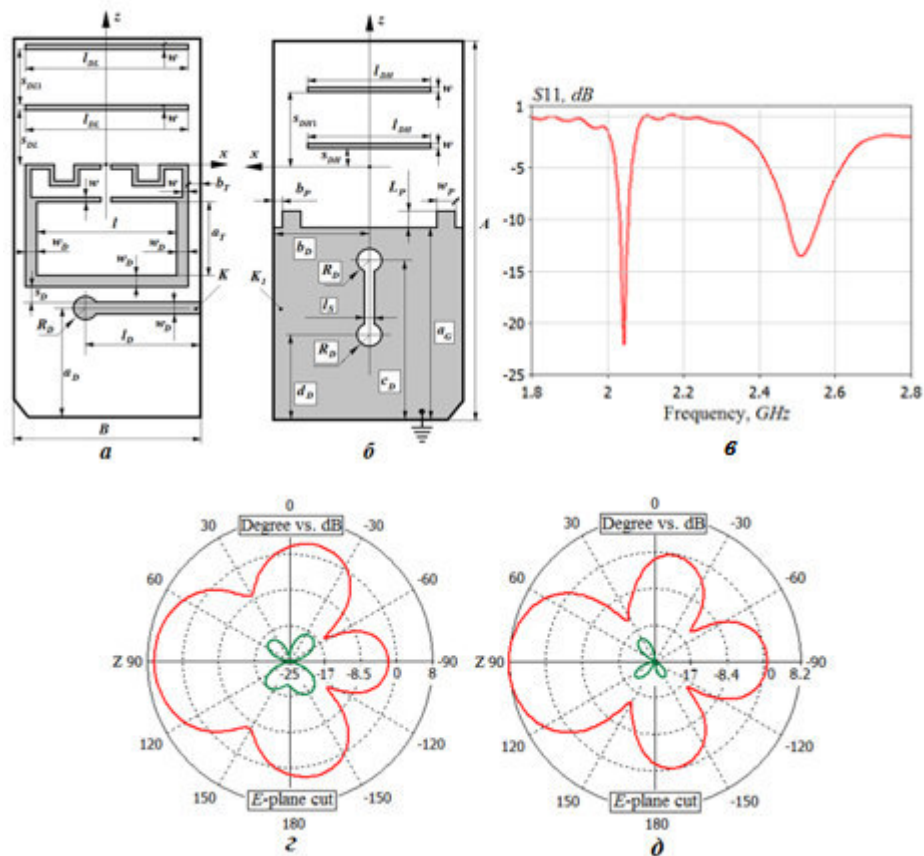 z
w
l_DL
s_DL1
w
l_DL
s_DL
x
w
w
b_T
l
w_D
w_D
a_T
w_D
K
s_D
R_D
w_D
l_D
a_D
B
а
z
l_DH
w
s_DH1
l_DH
w
s_DH
x
b_P
L_P
w_P
A
b_D
R_D
K_1
l_S
a_G
R_D
c_D
d_D
б
S11, dB
1
-5
-10
-15
-20
-25
1.8 2 2.2 2.4 2.6 2.8
Frequency, GHz
в
0
Degree vs. dB
30 -30
60 -60
Z 90 -25 -17 -8.5 0 8 -90
120 -120
150 -150
E-plane cut
180
г
0
Degree vs. dB
30 -30
60 -60
Z 90 -17 -8.4 0 8.2 -90
120 -120
150 -150
E-plane cut
180
д